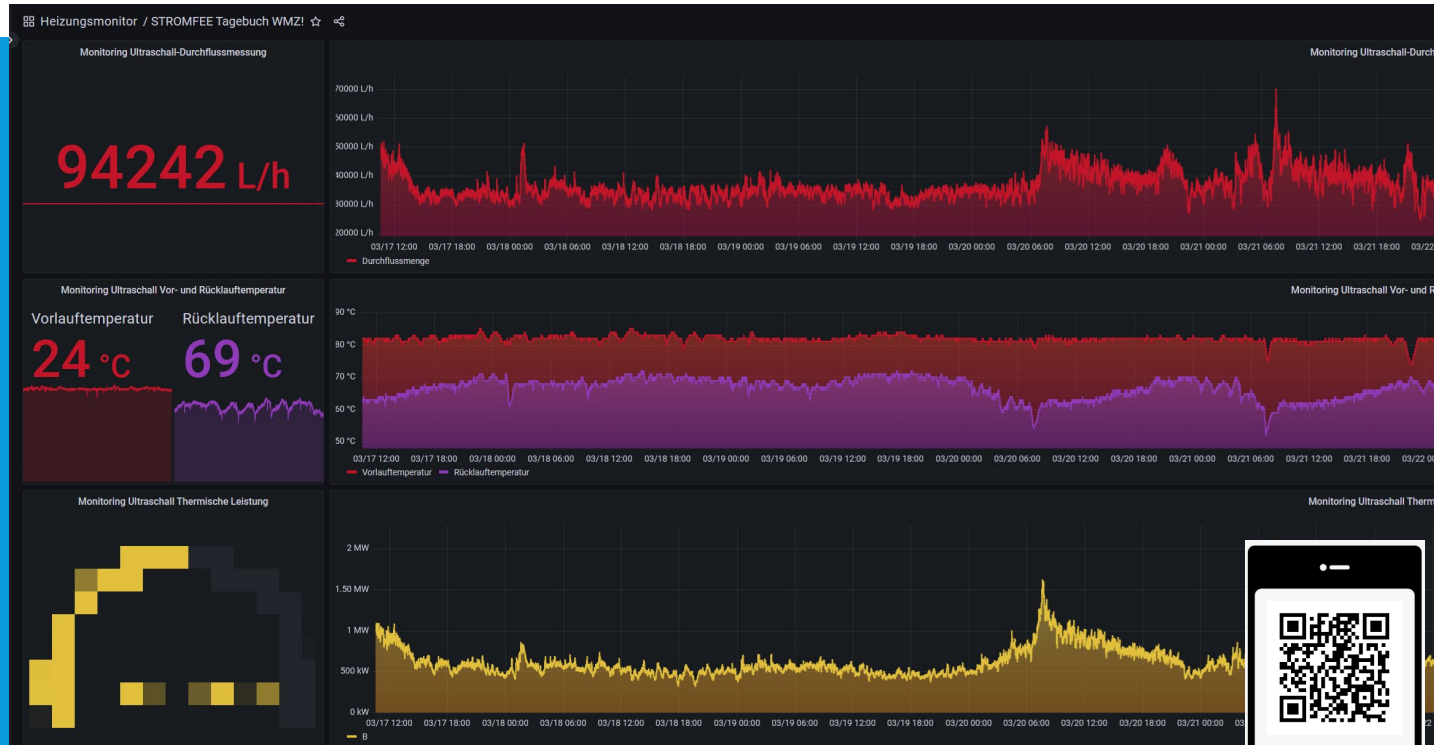 Heizungsmonitor / STROMFEE Tagebuch WMZ!
Monitoring Ultraschall-Durchflussmessung
94242 L/h
Monitoring Ultraschall-Durch
70000 L/h
60000 L/h
50000 L/h
40000 L/h
30000 L/h
20000 L/h
03/17 12:00 03/17 18:00 03/18 00:00 03/18 06:00 03/18 12:00 03/18 18:00 03/19 00:00 03/19 06:00 03/19 12:00 03/19 18:00 03/20 00:00 03/20 06:00 03/20 12:00 03/20 18:00 03/21 00:00 03/21 06:00 03/21 12:00 03/21 18:00 03/22
Durchflussmenge
Monitoring Ultraschall Vor- und Rücklauftemperatur
Vorlauftemperatur Rücklauftemperatur
24 °C 69 °C
Monitoring Ultraschall Vor- und R
90 °C
80 °C
70 °C
60 °C
50 °C
03/17 12:00 03/17 18:00 03/18 00:00 03/18 06:00 03/18 12:00 03/18 18:00 03/19 00:00 03/19 06:00 03/19 12:00 03/19 18:00 03/20 00:00 03/20 06:00 03/20 12:00 03/20 18:00 03/21 00:00 03/21 06:00 03/21 12:00 03/21 18:00 03/22 00
Vorlauftemperatur Rücklauftemperatur
Monitoring Ultraschall Thermische Leistung
Monitoring Ultraschall Therm
2 MW
1.50 MW
1 MW
500 kW
0 kW
03/17 12:00 03/17 18:00 03/18 00:00 03/18 06:00 03/18 12:00 03/18 18:00 03/19 00:00 03/19 06:00 03/19 12:00 03/19 18:00 03/20 00:00 03/20 06:00 03/20 12:00 03/20 18:00 03/21 00:00 03
B